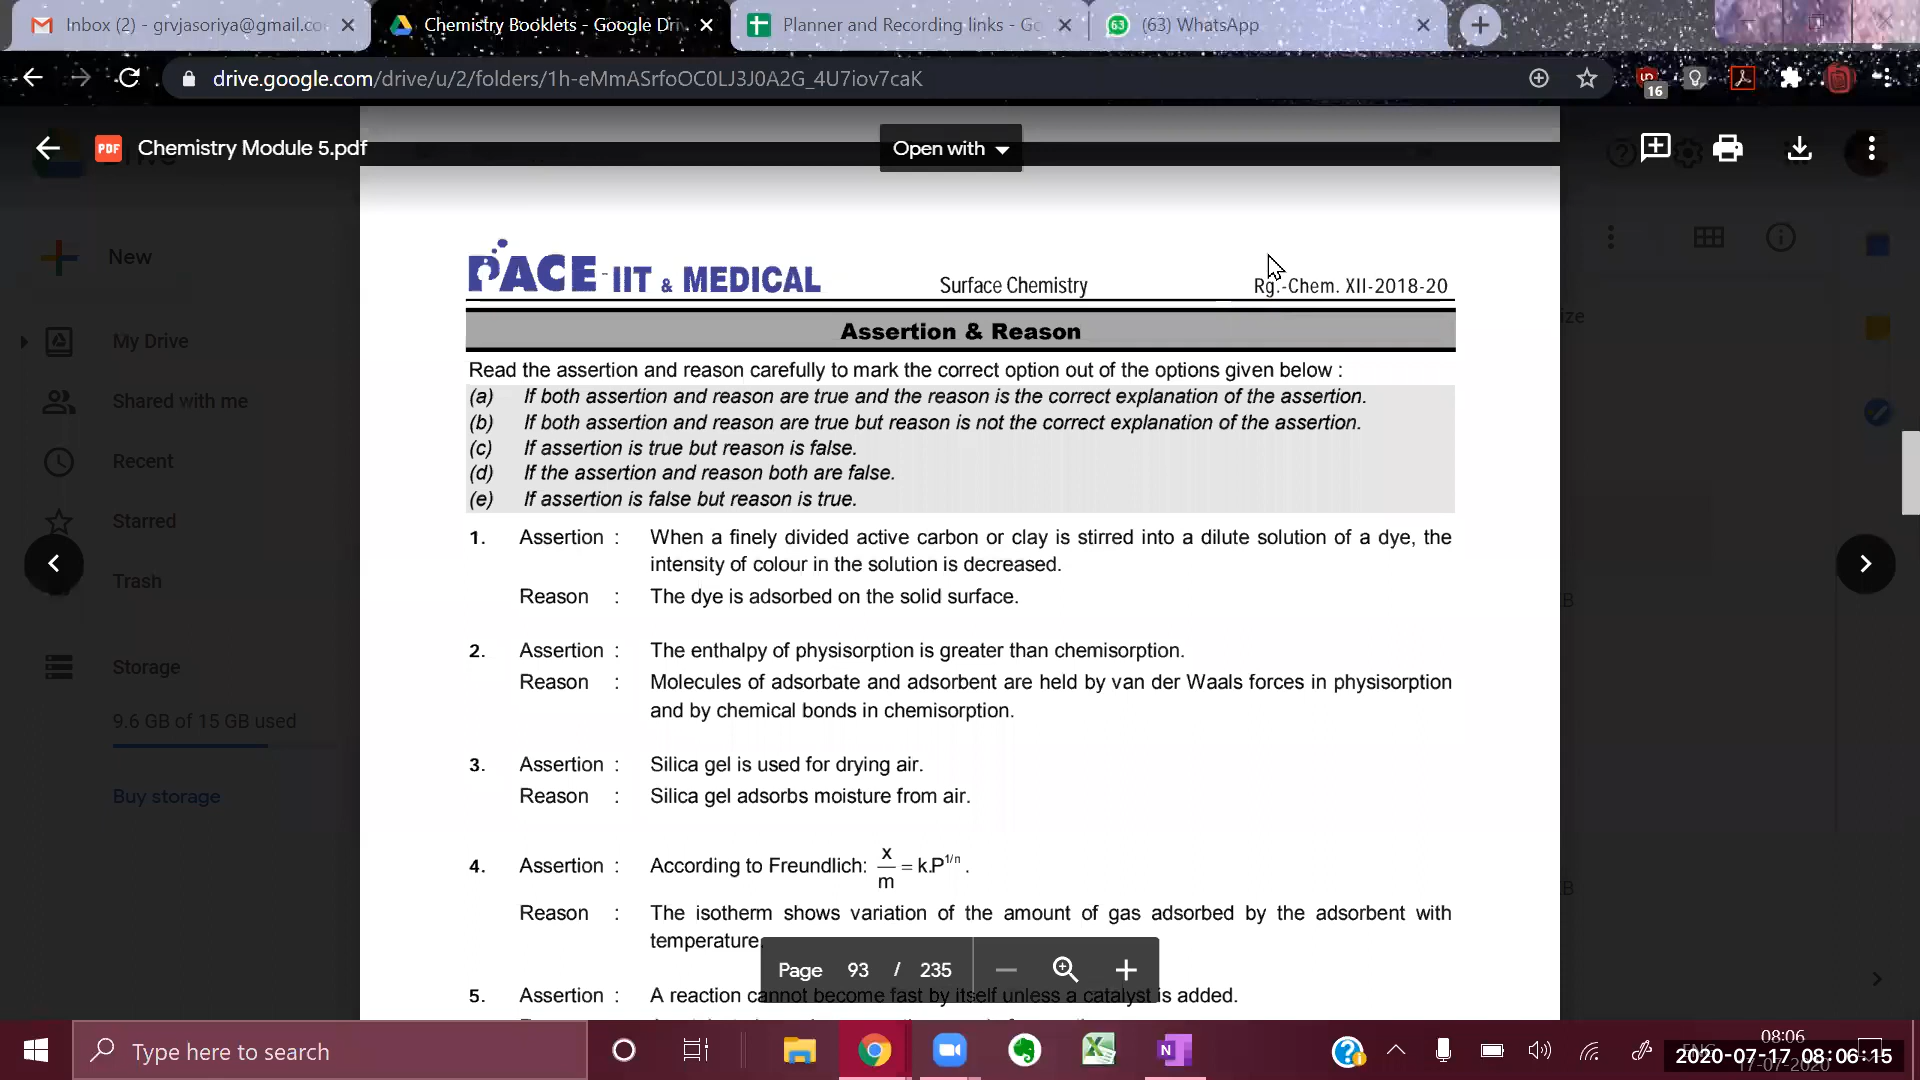 Inbox (2) - grvjasoriya@gmail.co
Chemistry Booklets - Google Driv
Planner and Recording links - Go
(63) WhatsApp
drive.google.com/drive/u/2/folders/1h-eMmASrfoOC0LJ3J0A2G_4U7iov7caK
16
PDF Chemistry Module 5.pdf
Open with
New
My Drive
Shared with me
Recent
Starred
Trash
Storage
9.6 GB of 15 GB used
Buy storage
PACE-IIT & MEDICAL
Surface Chemistry
Rg.-Chem. XII-2018-20
Assertion & Reason
Read the assertion and reason carefully to mark the correct option out of the options given below :
(a) If both assertion and reason are true and the reason is the correct explanation of the assertion.
(b) If both assertion and reason are true but reason is not the correct explanation of the assertion.
(c) If assertion is true but reason is false.
(d) If the assertion and reason both are false.
(e) If assertion is false but reason is true.
1. Assertion : When a finely divided active carbon or clay is stirred into a dilute solution of a dye, the
intensity of colour in the solution is decreased.
Reason : The dye is adsorbed on the solid surface.
2. Assertion : The enthalpy of physisorption is greater than chemisorption.
Reason : Molecules of adsorbate and adsorbent are held by van der Waals forces in physisorption
and by chemical bonds in chemisorption.
3. Assertion : Silica gel is used for drying air.
Reason : Silica gel adsorbs moisture from air.
4. Assertion : According to Freundlich: x/m = k.P^1/n .
Reason : The isotherm shows variation of the amount of gas adsorbed by the adsorbent with
temperature.
Page 93 / 235
5. Assertion : A reaction cannot become fast by itself unless a catalyst is added.
Type here to search
08:06
2020-07-17 08:06:15
17-07-2020